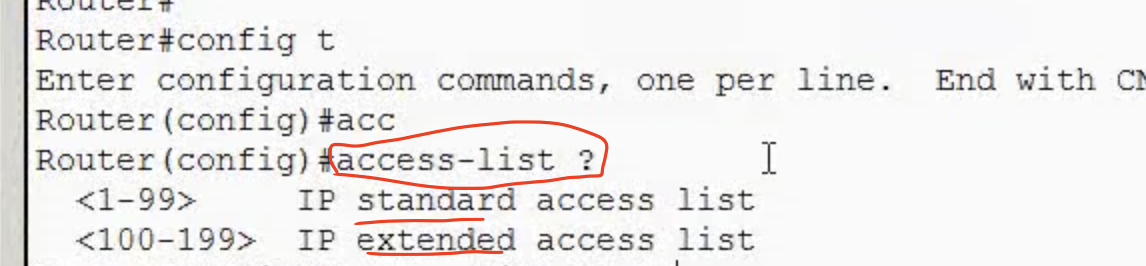 Router#
Router#config t
Enter configuration commands, one per line.  End with CN
Router(config)#acc
Router(config)#access-list ?
  <1-99>     IP standard access list
  <100-199>  IP extended access list